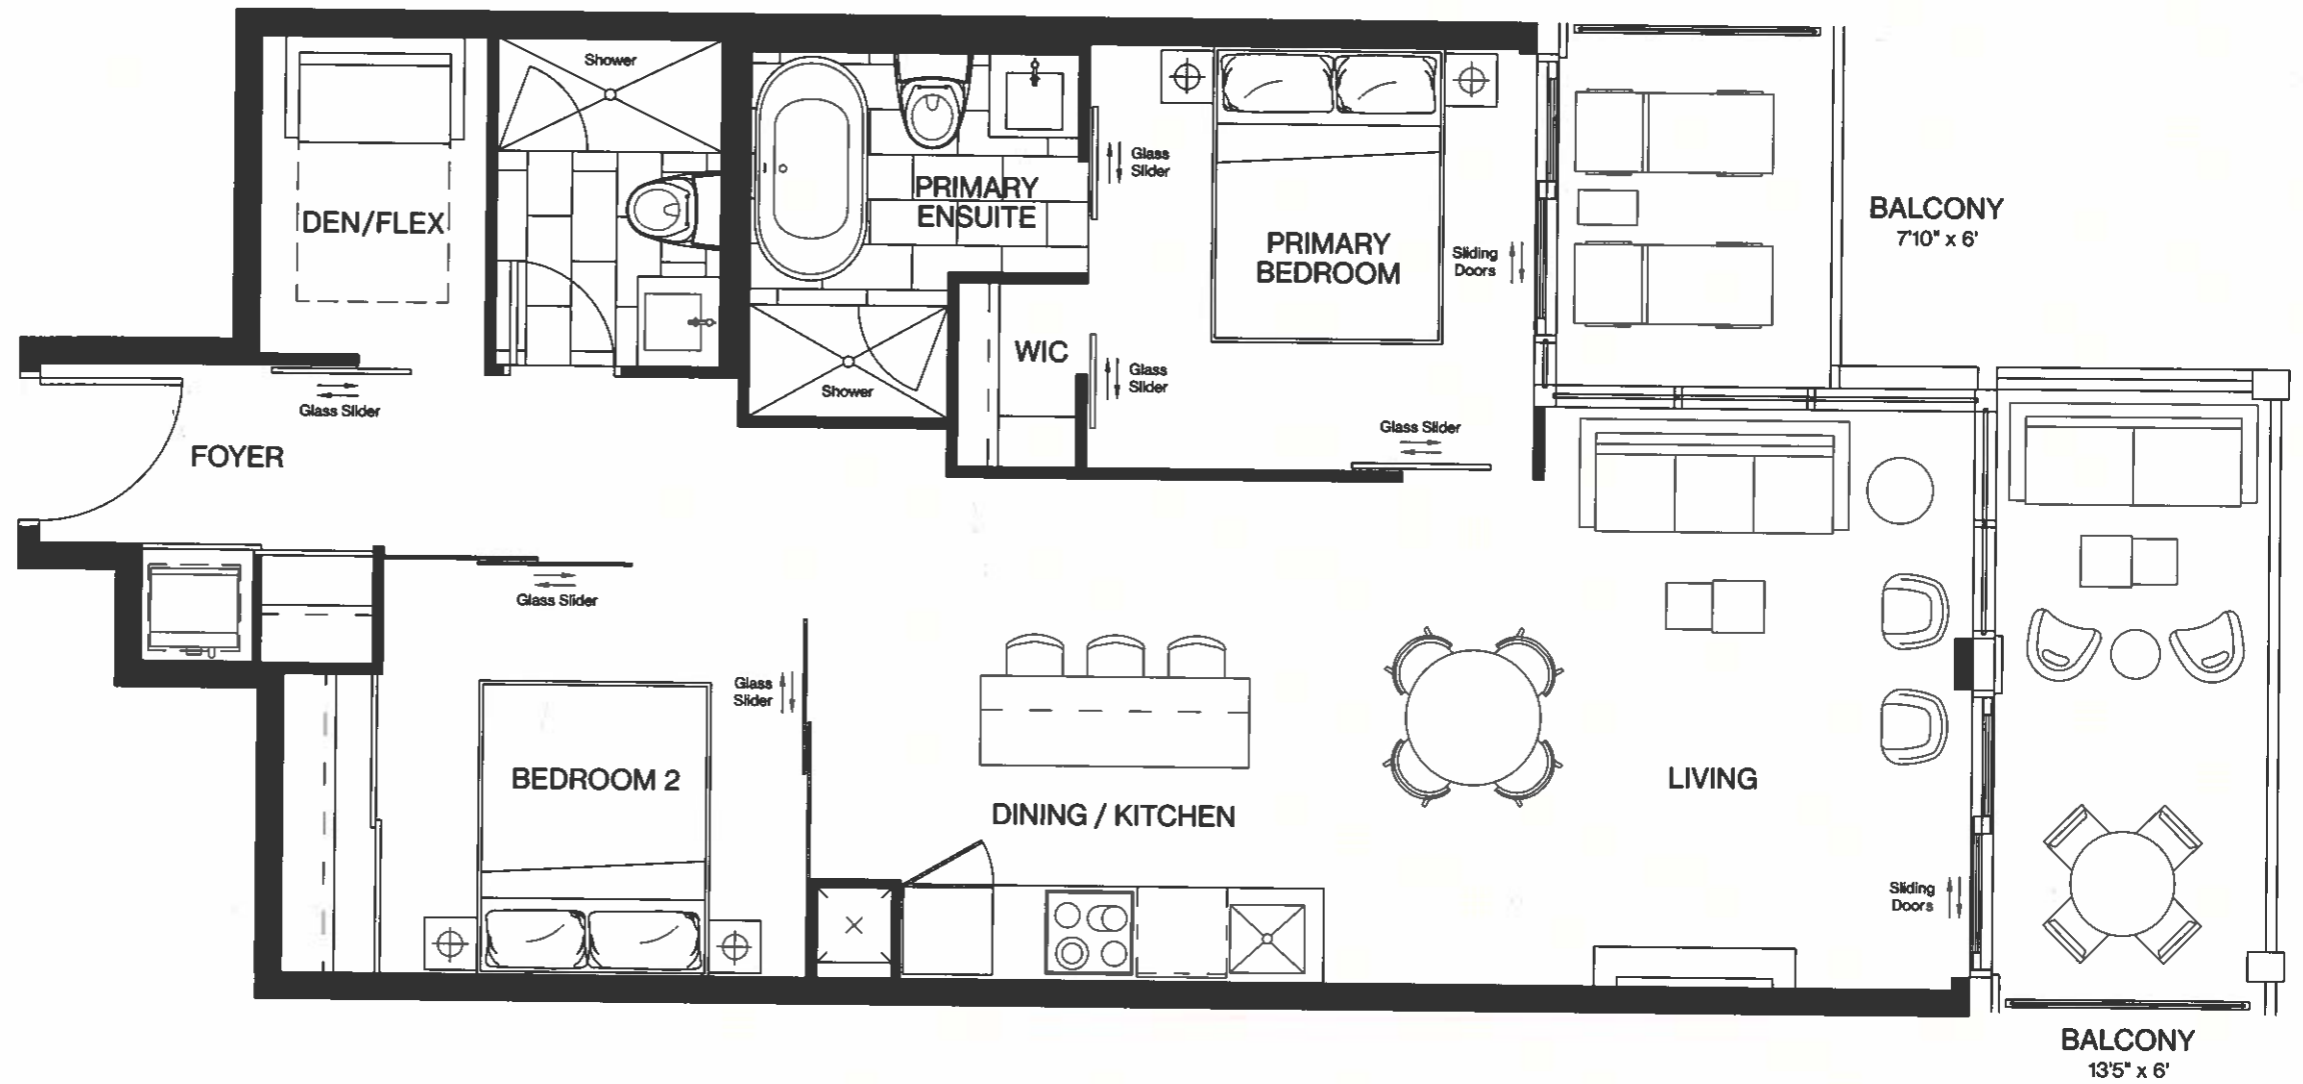 Shower
DEN/FLEX
PRIMARY
ENSUITE
Glass
Slider
PRIMARY
BEDROOM
Sliding
Doors
BALCONY
7'10" x 6'
WIC
Glass
Slider
Shower
Glass Slider
FOYER
Glass Slider
Glass Slider
Glass
Slider
BEDROOM 2
DINING / KITCHEN
LIVING
Sliding
Doors
BALCONY
13'5" x 6'